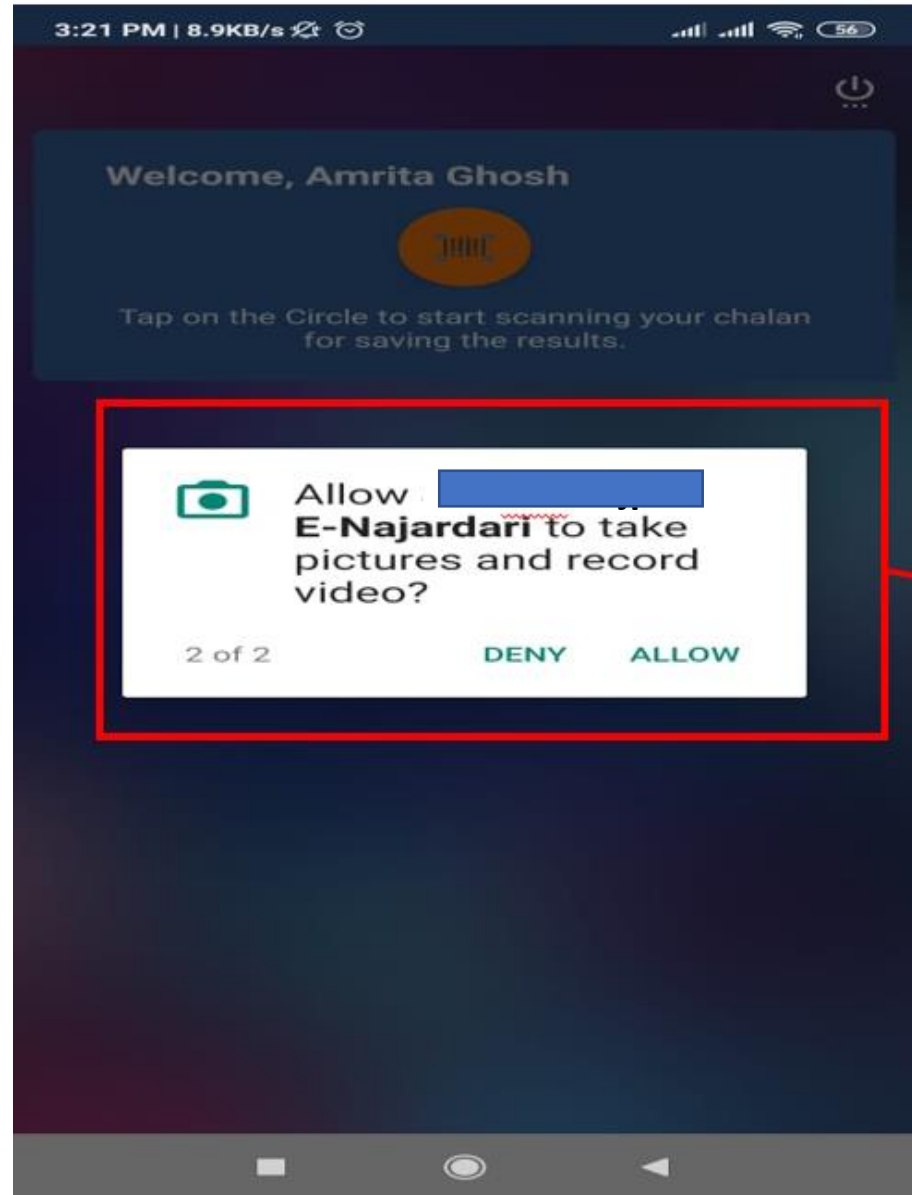 3:21 PM | 8.9KB/s
56
Welcome, Amrita Ghosh
Tap on the Circle to start scanning your chalan
for saving the results.
Allow
E-Najardari to take
pictures and record
video?
2 of 2 DENY ALLOW